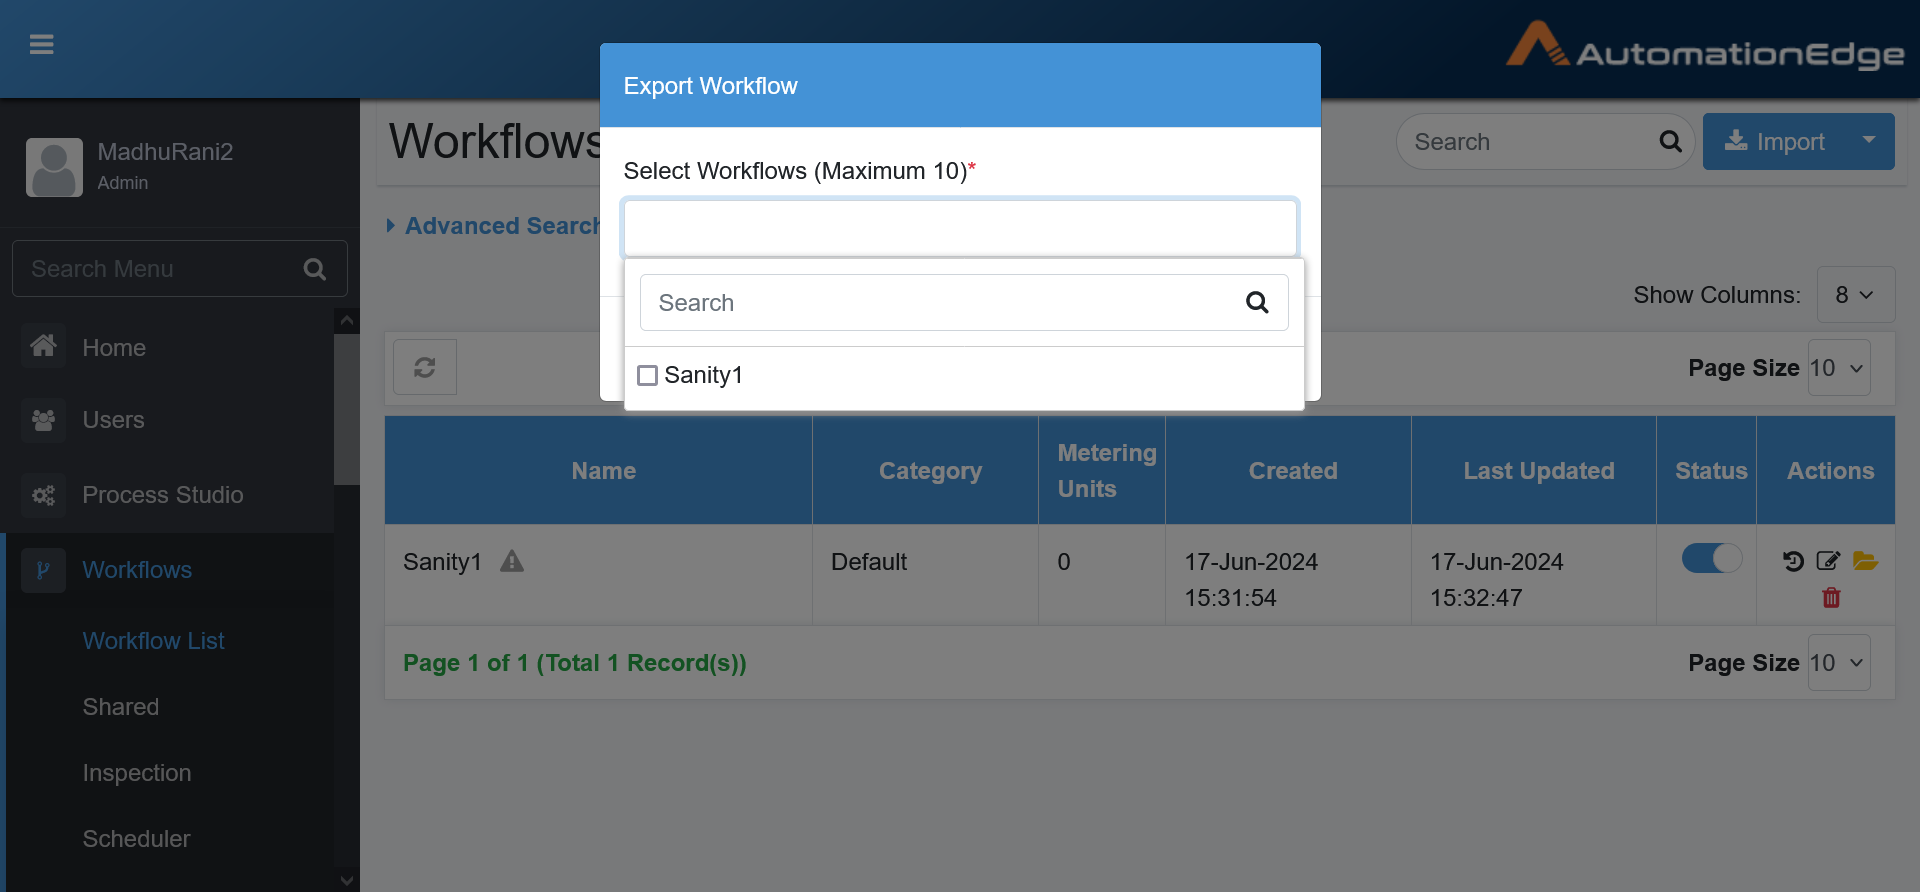 AutomationEdge
Export Workflow
MadhuRani2
Admin
Search Menu
Home
Users
Process Studio
Workflows
Workflow List
Shared
Inspection
Scheduler
Workflows
Search
Import
Advanced Search
Select Workflows (Maximum 10)*
Search
Sanity1
Show Columns: 8
Page Size 10
Name Category Metering Units Created Last Updated Status Actions
Sanity1 Default 0 17-Jun-2024 15:31:54 17-Jun-2024 15:32:47
Page 1 of 1 (Total 1 Record(s))
Page Size 10